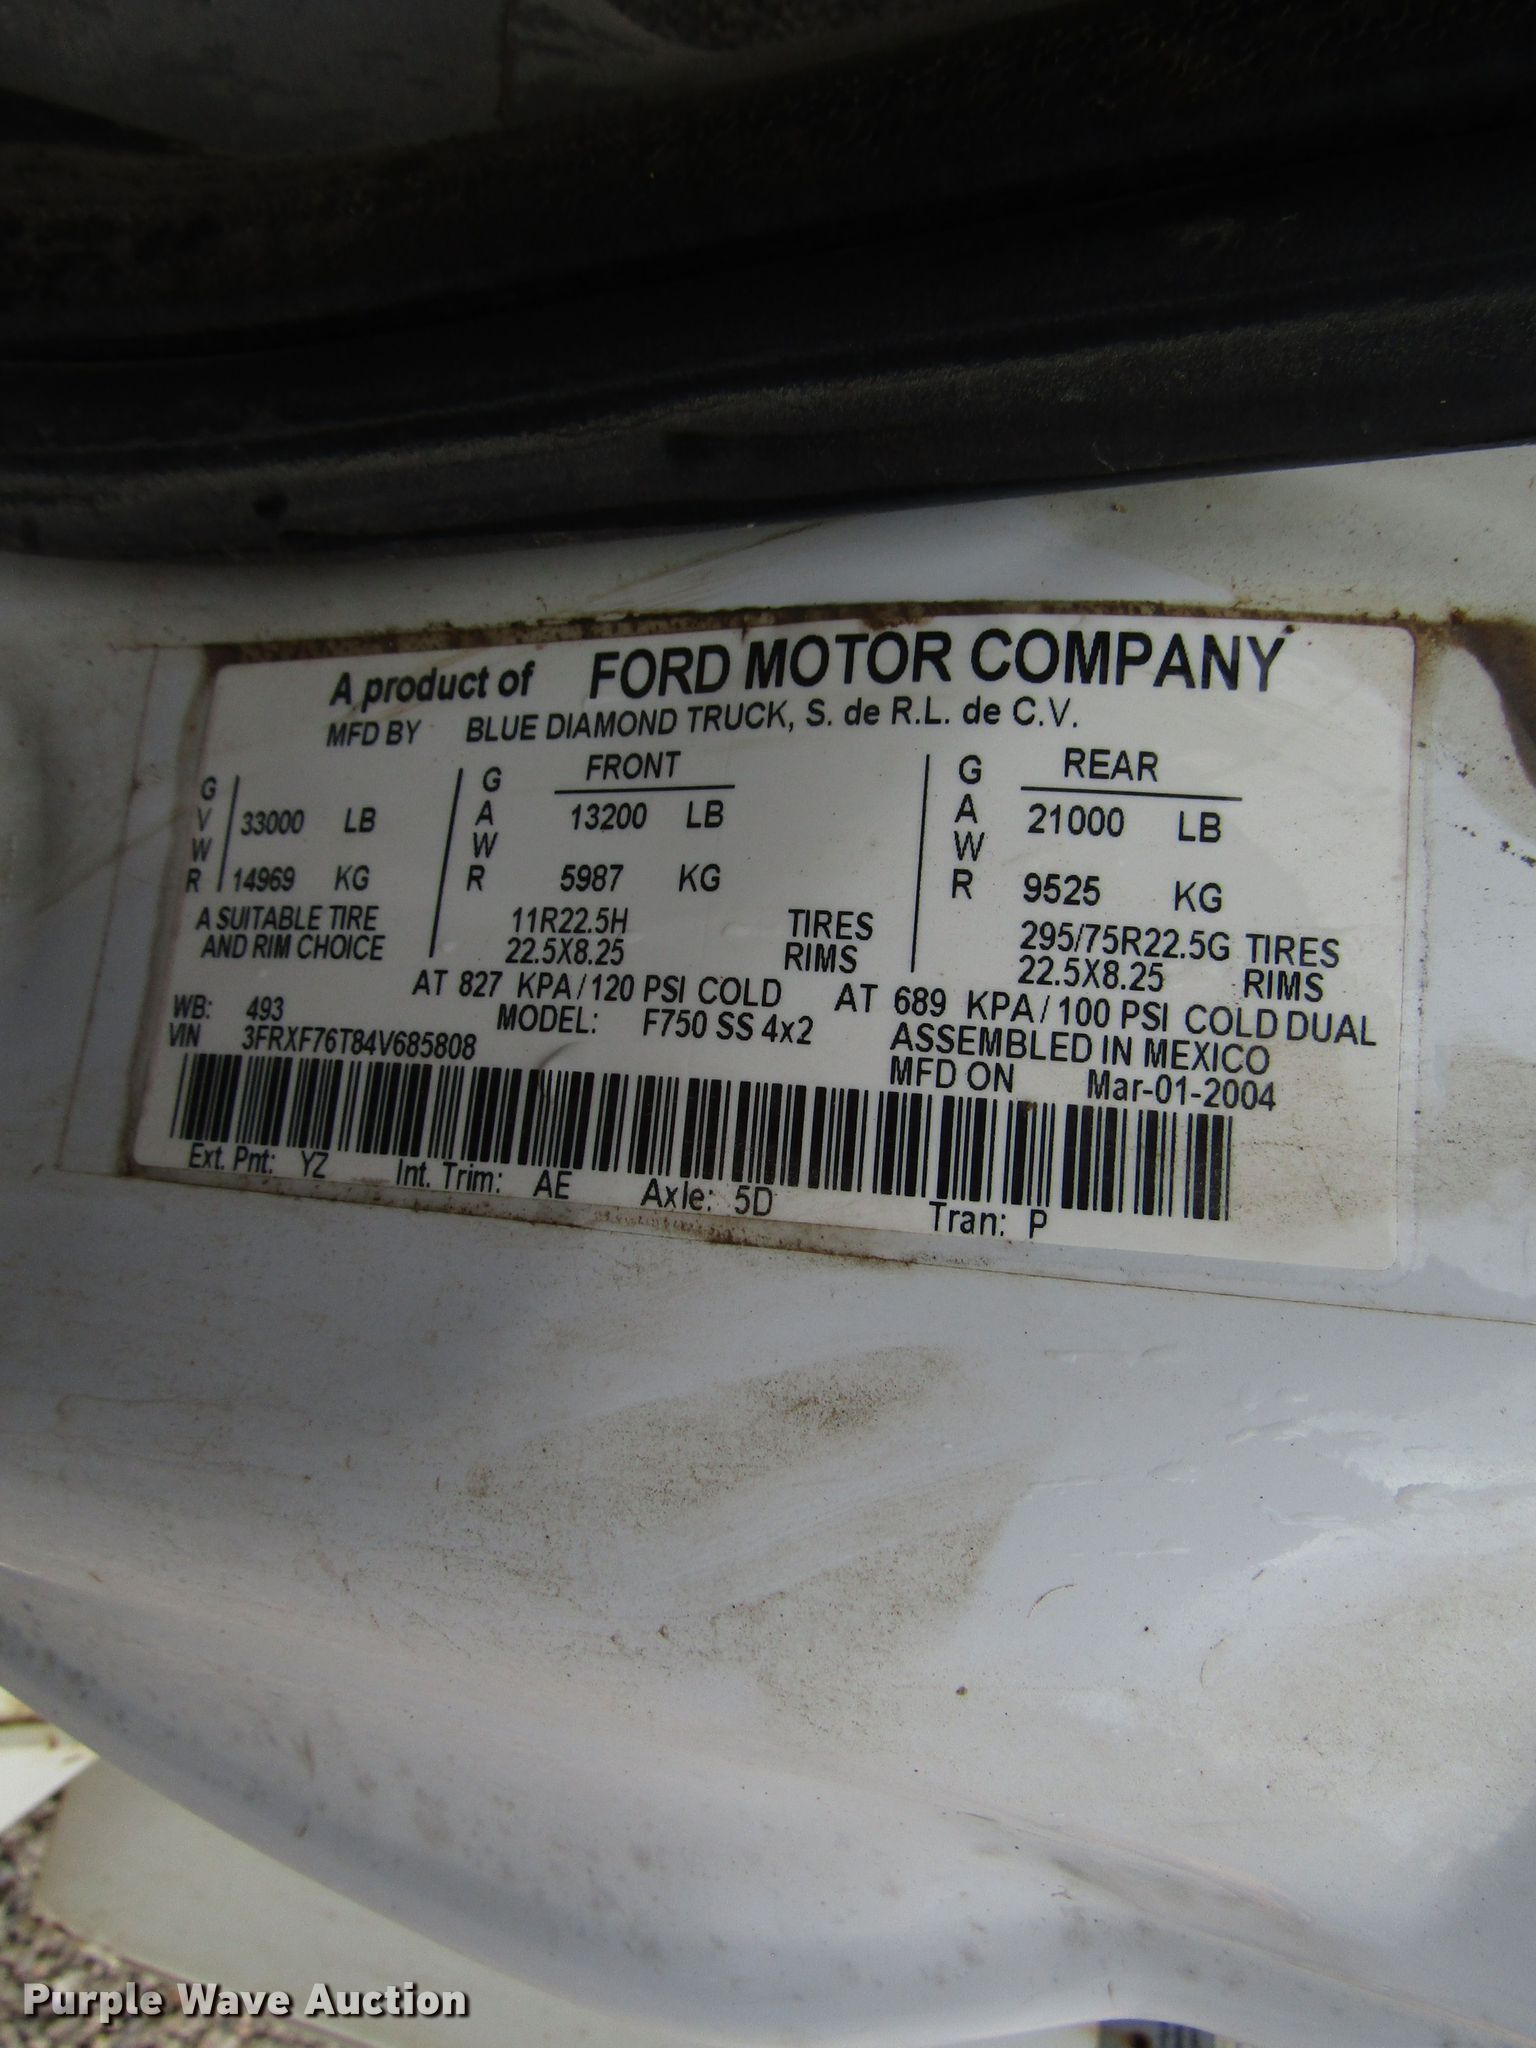 A product of FORD MOTOR COMPANY
MFD BY BLUE DIAMOND TRUCK, S. de R.L. de C.V.
GVWR 33000 LB
14969 KG
GAWR FRONT
13200 LB
5987 KG
GAWR REAR
21000 LB
9525 KG
A SUITABLE TIRE 11R22.5H TIRES 295/75R22.5G TIRES
AND RIM CHOICE 22.5X8.25 RIMS 22.5X8.25 RIMS
AT 827 KPA/120 PSI COLD AT 689 KPA/100 PSI COLD DUAL
WB: 493 MODEL: F750 SS 4x2 ASSEMBLED IN MEXICO
VIN 3FRXF76T84V685808 MFD ON Mar-01-2004
Ext. Pnt: YZ Int. Trim: AE Axle: 5D Tran: P
Purple Wave Auction